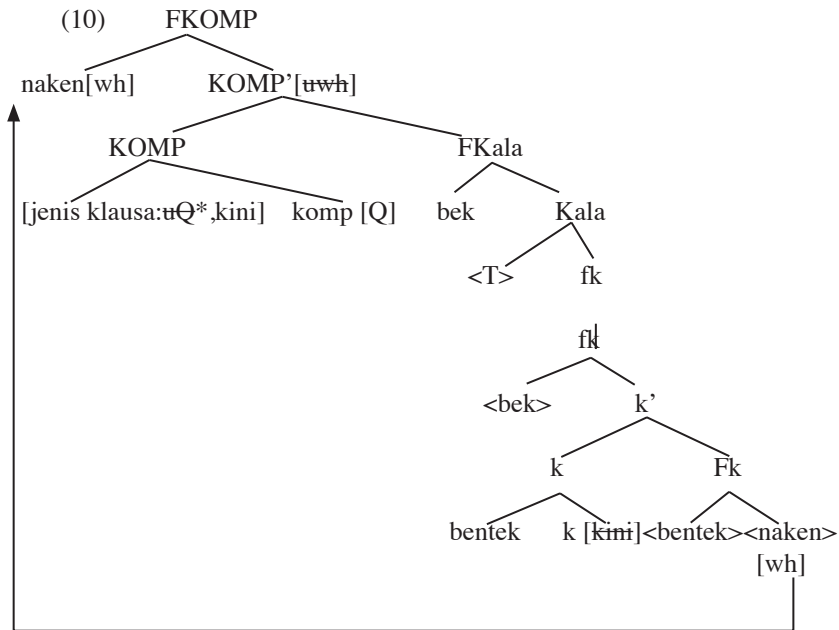 (10) FKOMP
naken[wh] KOMP’[uwh]
KOMP FKala
[jenis klausa:uQ*,kini] komp [Q] bek Kala
<T> fk
fk
<bek> k’
k Fk
bentek k [kini] <bentek> <naken>
[wh]